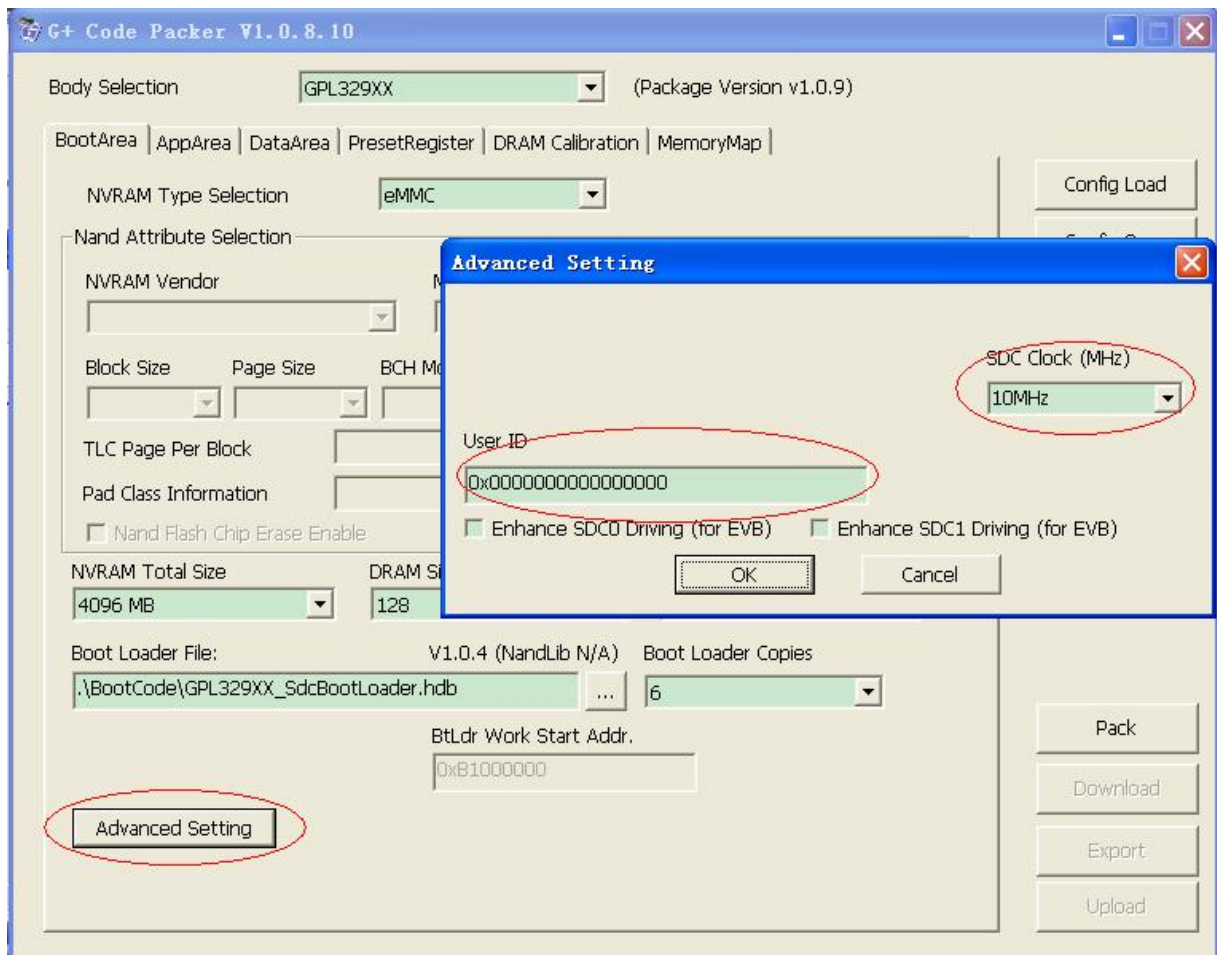 G+ Code Packer V1.0.8.10
Body Selection GPL329XX (Package Version v1.0.9)
BootArea AppArea DataArea PresetRegister DRAM Calibration MemoryMap
NVRAM Type Selection eMMC
Config Load
Nand Attribute Selection
Advanced Setting
NVRAM Vendor
Block Size Page Size BCH
SDC Clock (MHz)
10MHz
TLC Page Per Block
User ID
0x0000000000000000
Pad Class Information
Nand Flash Chip Erase Enable
Enhance SDC0 Driving (for EVB) Enhance SDC1 Driving (for EVB)
OK Cancel
NVRAM Total Size DRAM
4096 MB 128
Boot Loader File: V1.0.4 (NandLib N/A) Boot Loader Copies
.\BootCode\GPL329XX_SdcBootLoader.hdb ... 6
BtLdr Work Start Addr.
0xB1000000
Advanced Setting
Pack
Download
Export
Upload